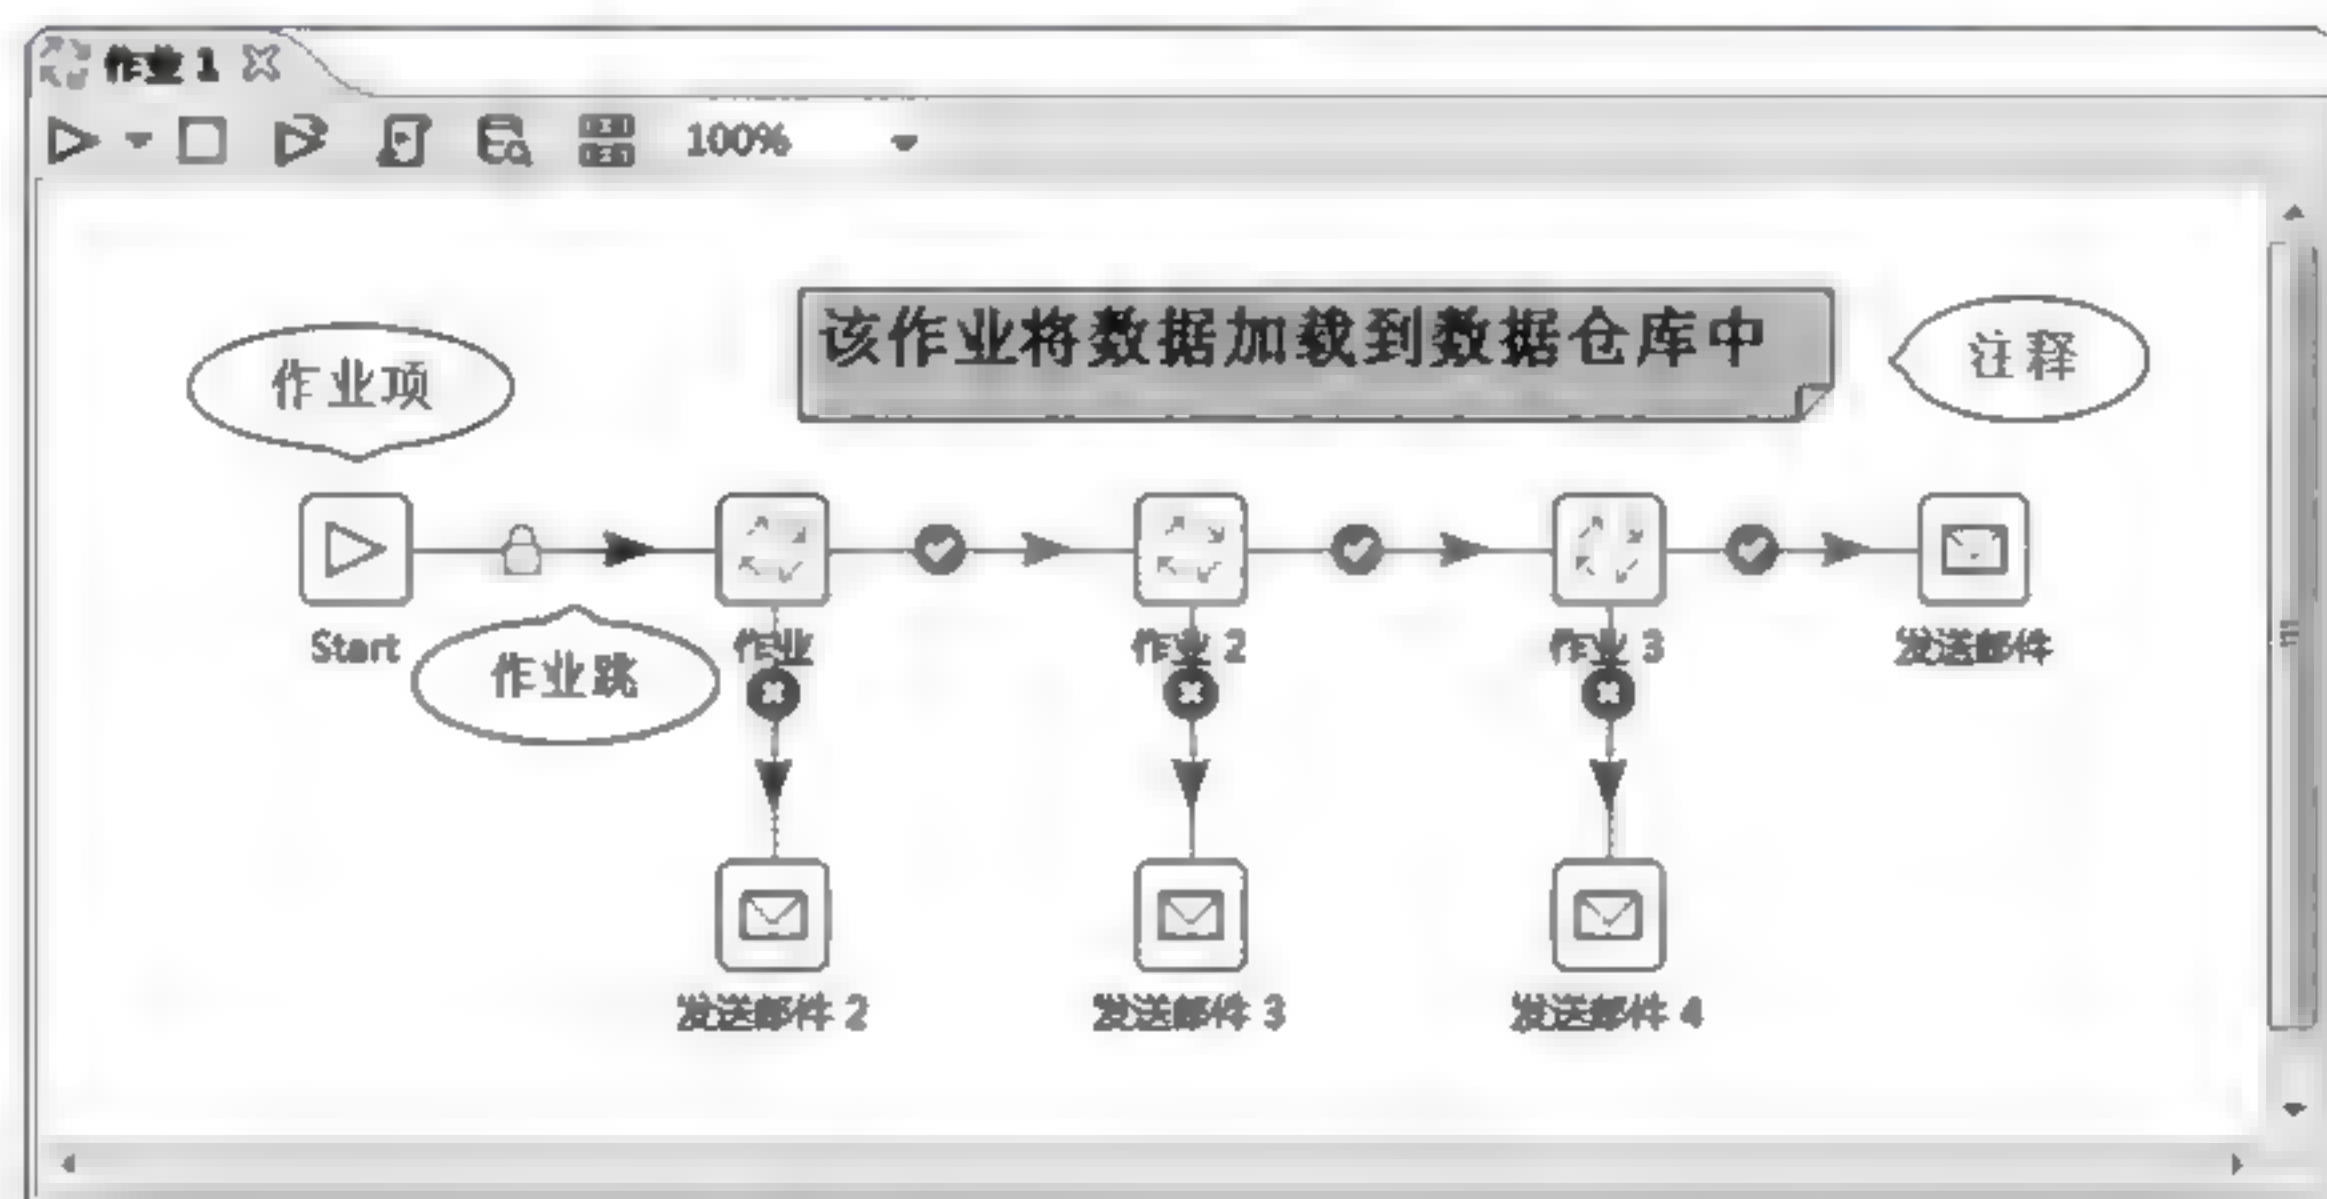 作业 1
100%
该作业将数据加载到数据仓库中
注释
作业项
Start
作业
作业 2
作业 3
发送邮件
作业跳
发送邮件 2
发送邮件 3
发送邮件 4